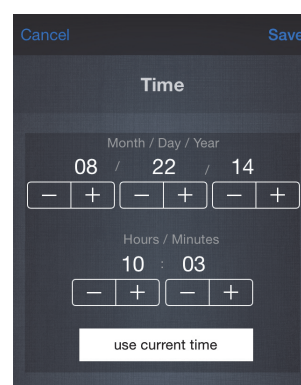 Cancel Save
Time
Month / Day / Year
08 / 22 / 14
− + − + − +
Hours / Minutes
10 : 03
− + − +
use current time